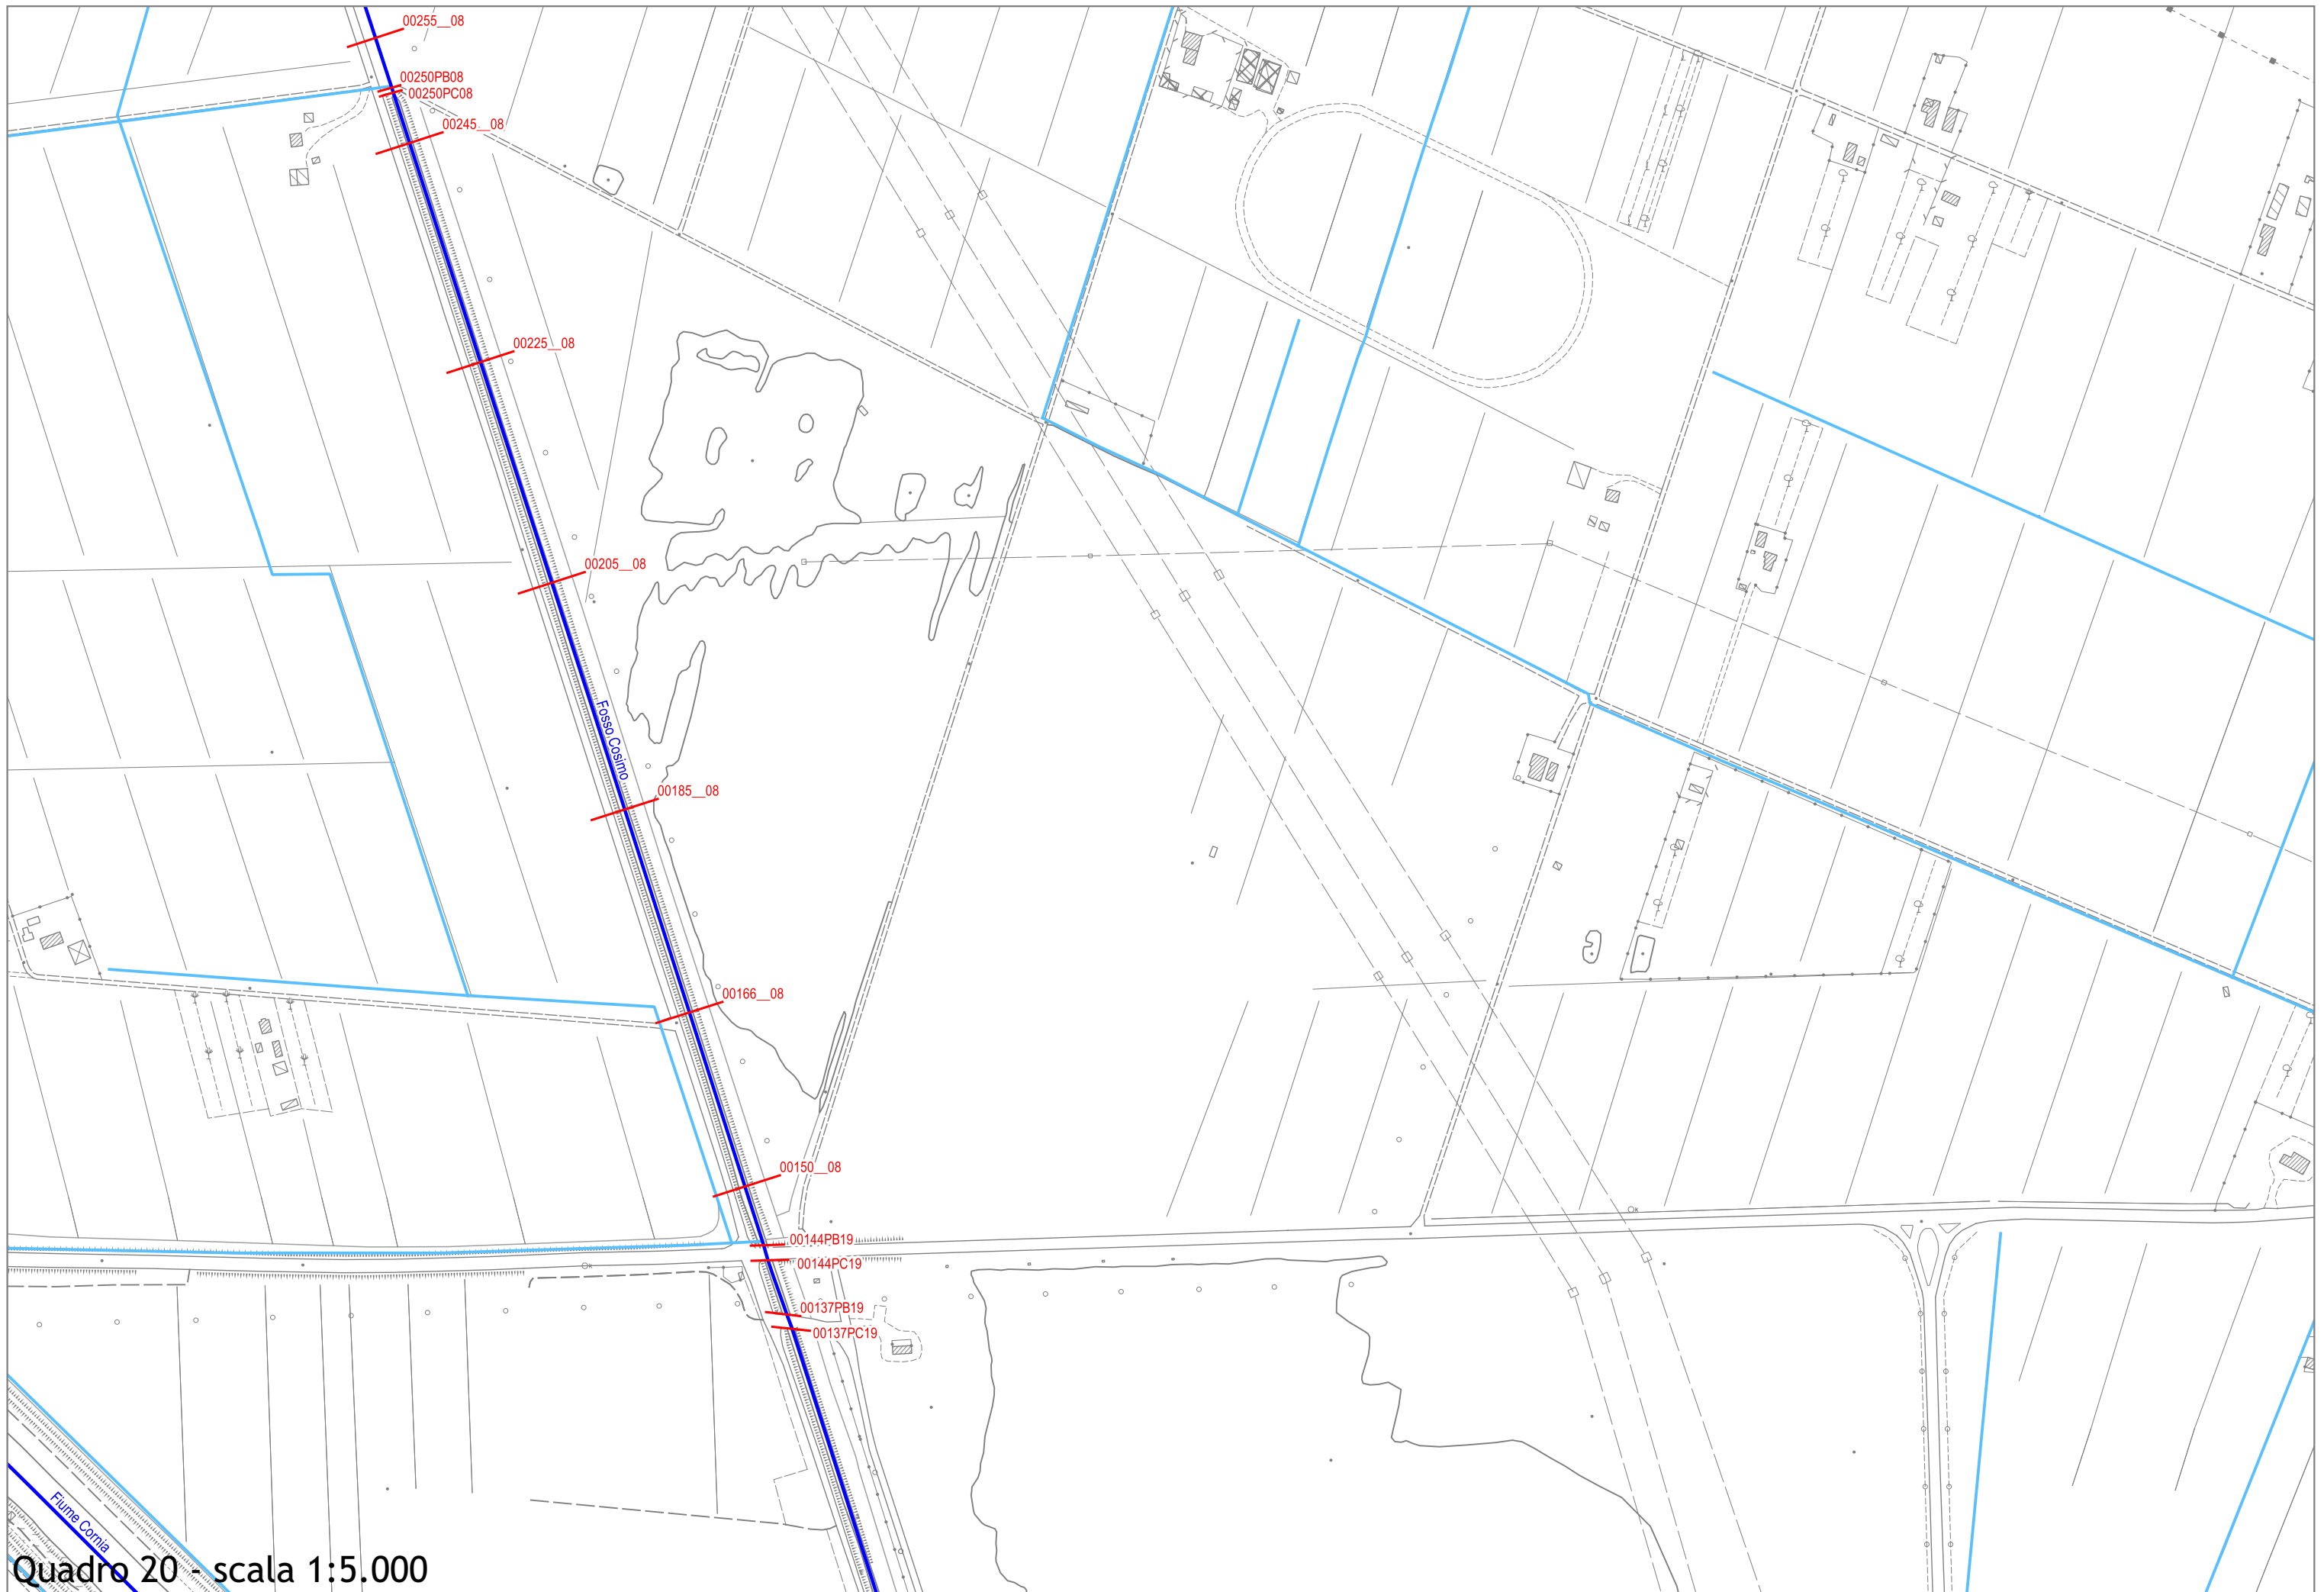 00255__08
00250PB08
00250PC08
00245__08
00225__08
00205__08
Fosso Cosimo
00185__08
00166__08
00150__08
00144PB19
00144PC19
00137PB19
00137PC19
Fiume Cornia
Quadro 20 - scala 1:5.000